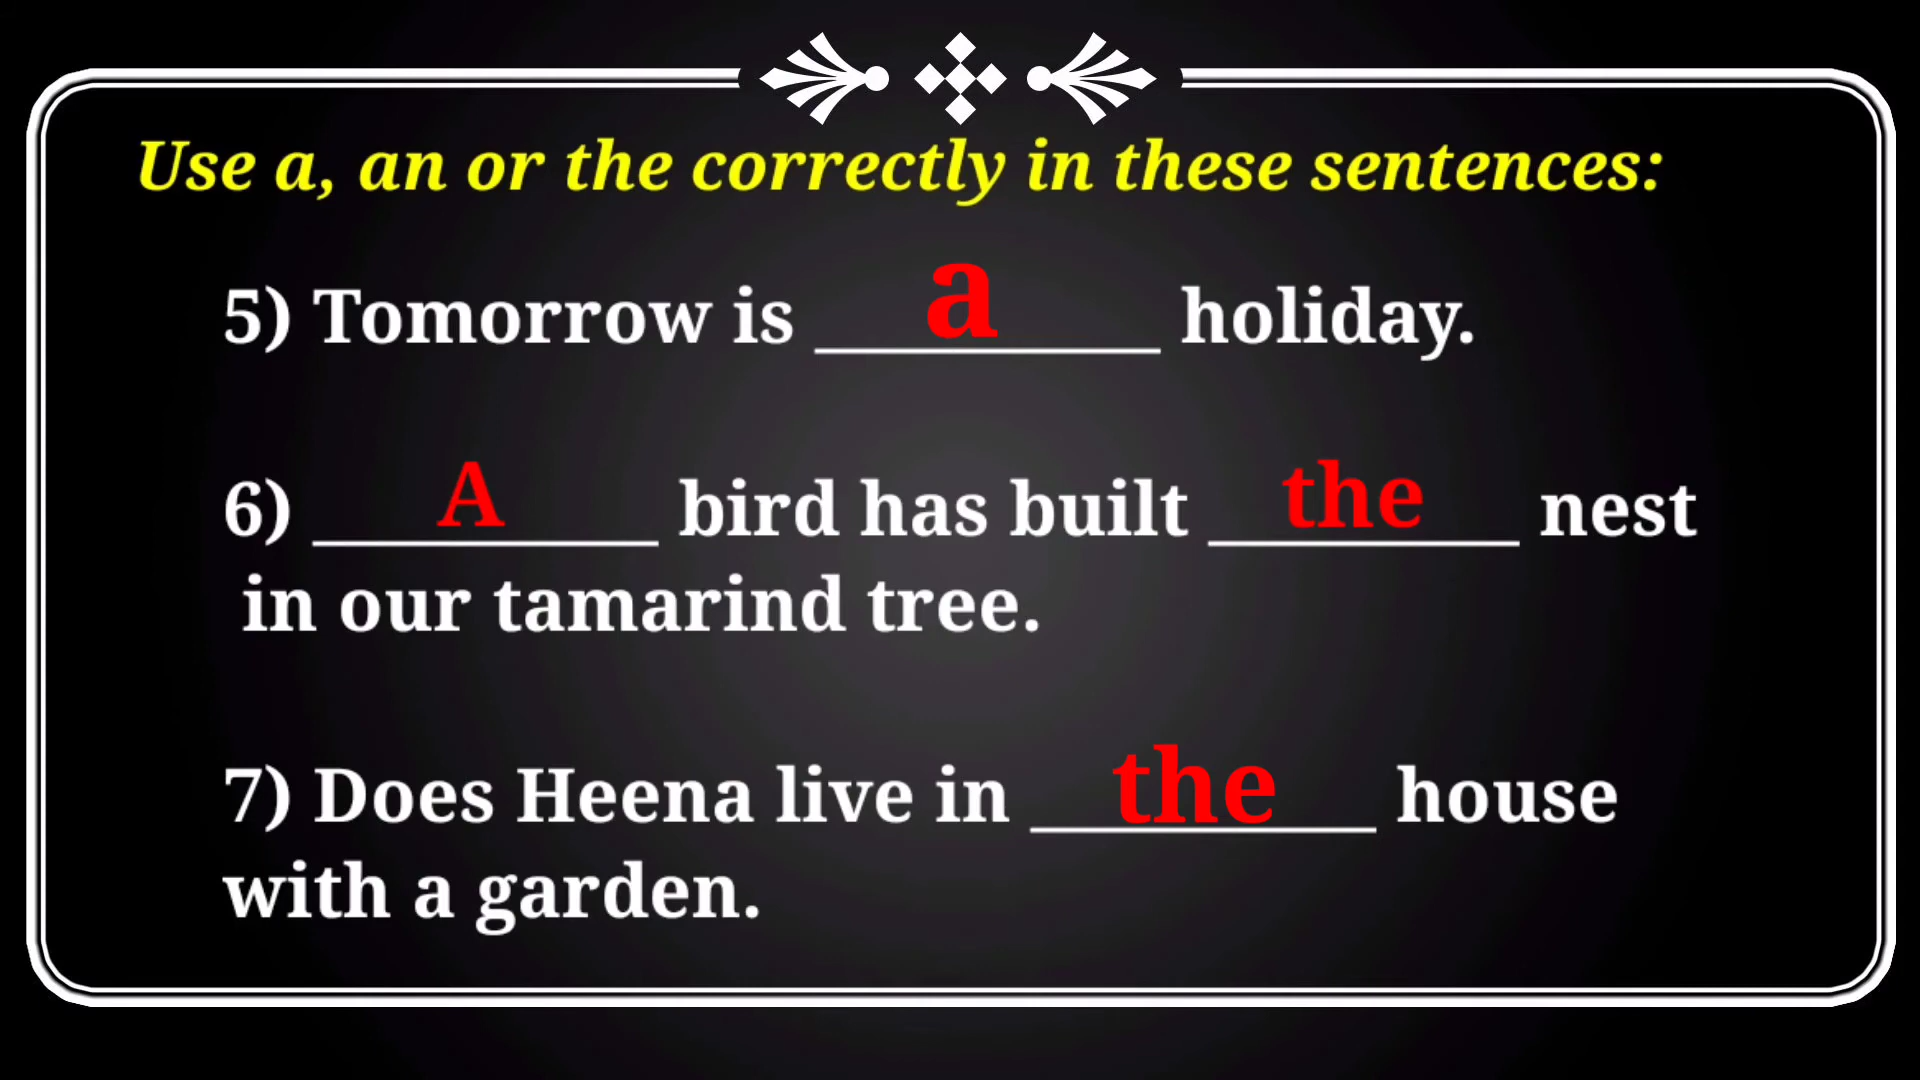 Use a, an or the correctly in these sentences:
5) Tomorrow is a holiday.
6) A bird has built the nest
in our tamarind tree.
7) Does Heena live in the house
with a garden.